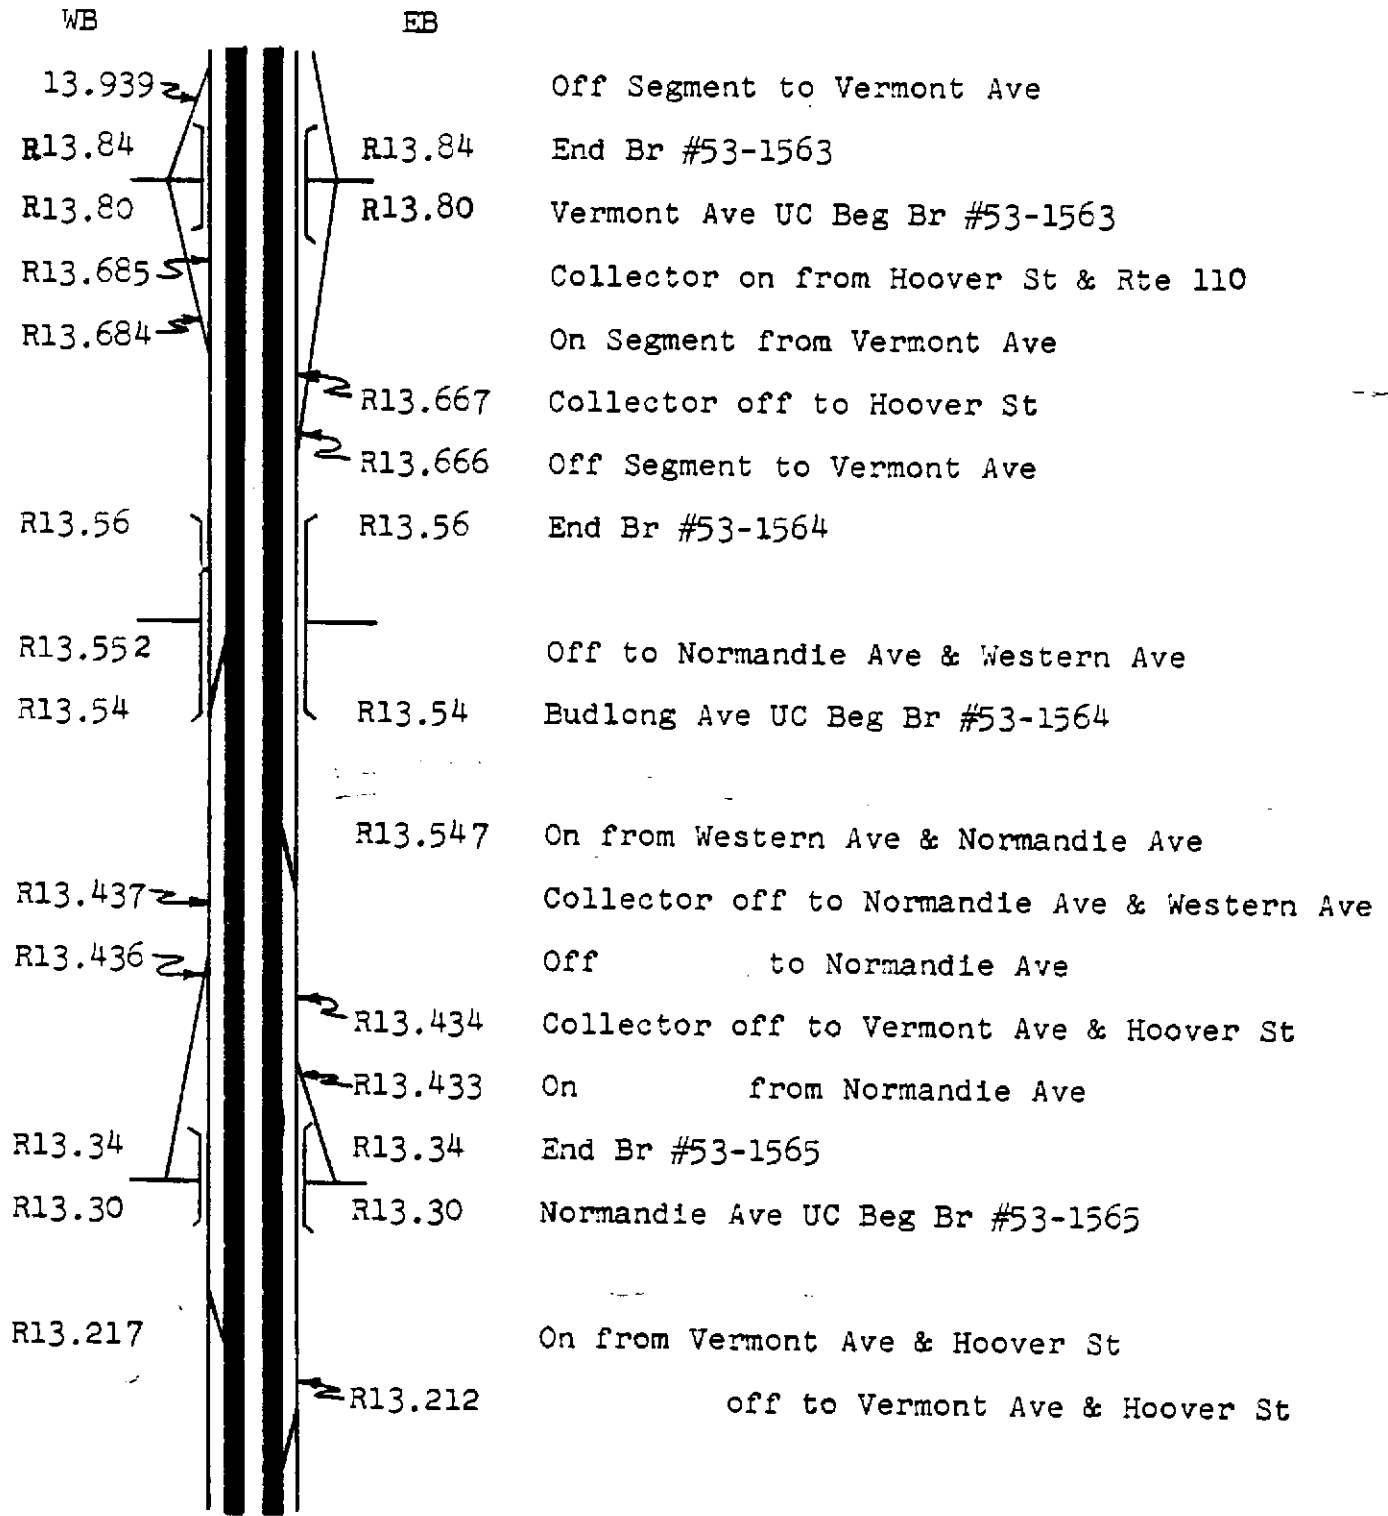 WB EB
13.939 Off Segment to Vermont Ave
R13.84 R13.84 End Br #53-1563
R13.80 R13.80 Vermont Ave UC Beg Br #53-1563
R13.685 Collector on from Hoover St & Rte 110
R13.684 On Segment from Vermont Ave
R13.667 Collector off to Hoover St
R13.666 Off Segment to Vermont Ave
R13.56 R13.56 End Br #53-1564
R13.552 Off to Normandie Ave & Western Ave
R13.54 R13.54 Budlong Ave UC Beg Br #53-1564
R13.547 On from Western Ave & Normandie Ave
R13.437 Collector off to Normandie Ave & Western Ave
R13.436 Off to Normandie Ave
R13.434 Collector off to Vermont Ave & Hoover St
R13.433 On from Normandie Ave
R13.34 R13.34 End Br #53-1565
R13.30 R13.30 Normandie Ave UC Beg Br #53-1565
R13.217 On from Vermont Ave & Hoover St
R13.212 off to Vermont Ave & Hoover St